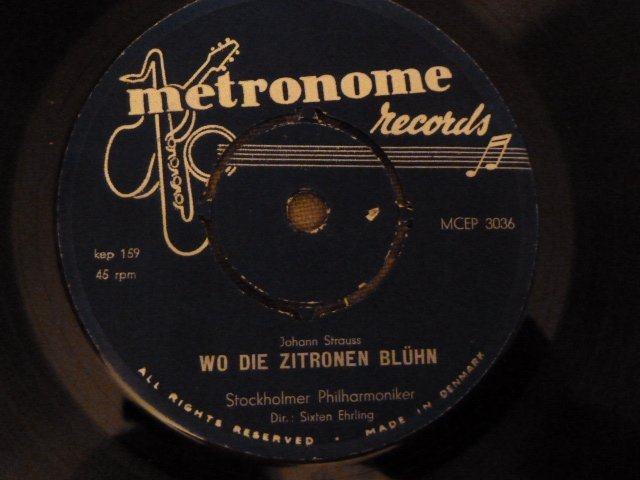 metronome
records
MCEP 3036
kep 159
45 rpm
Johann Strauss
WO DIE ZITRONEN BLÜHN
Stockholmer Philharmoniker
Dir.: Sixten Ehrling
ALL RIGHTS RESERVED · MADE IN DENMARK